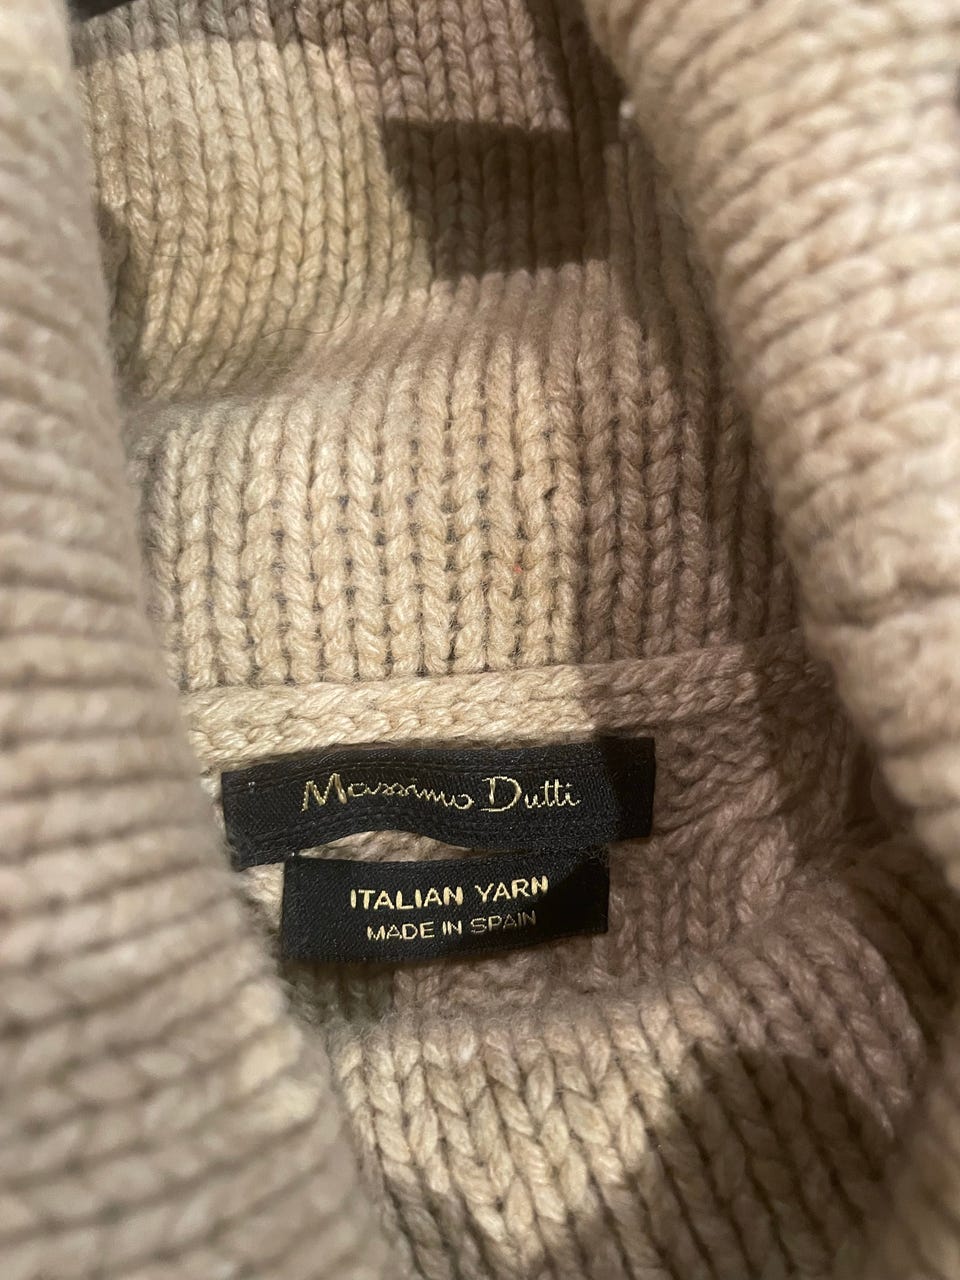 Massimo Dutti
ITALIAN YARN
MADE IN SPAIN